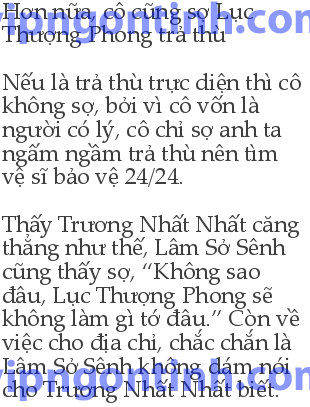 Hơn nữa, cô cũng sợ Lục
Thượng Phong trả thù
Nếu là trả thù trực diện thì cô
không sợ, bởi vì cô vốn là
người có lý, cô chỉ sợ anh ta
ngấm ngầm trả thù nên tìm
vệ sĩ bảo vệ 24/24.
Thấy Trương Nhất Nhất căng
thẳng như thế, Lâm Sở Sênh
cũng thấy sợ, “Không sao
đâu, Lục Thượng Phong sẽ
không làm gì tớ đâu.” Còn về
việc cho địa chỉ, chắc chắn là
Lâm Sở Sênh không dám nói
cho Trương Nhất Nhất biết.
vipngontinh.com